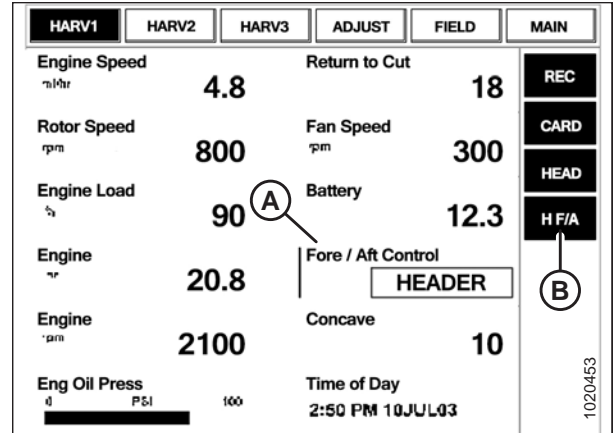 HARV1 HARV2 HARV3 ADJUST FIELD MAIN
Engine Speed Return to Cut
4.8 18
REC
Rotor Speed Fan Speed
rpm 800 rpm 300
CARD
HEAD
Engine Load Battery
90 A 12.3
H F/A
Engine Fore / Aft Control
20.8 HEADER
B
Engine Concave
rpm 2100 10
Eng Oil Press Time of Day
0 PSI 100 2:50 PM 10JUL03
1020453